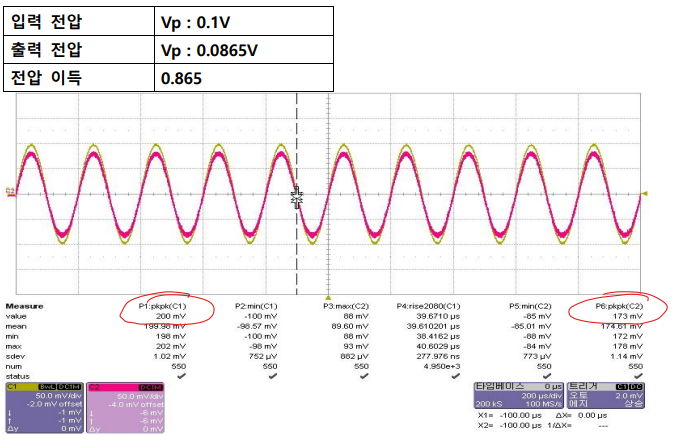 입력 전압 Vp : 0.1V
출력 전압 Vp : 0.0865V
전압 이득 0.865
C2
Measure P1:pkpk(C1) P2:min(C1) P3:max(C2) P4:rise2080(C1) P5:min(C2) P6:pkpk(C2)
value 200 mV -100 mV 88 mV 39.6710 µs -85 mV 173 mV
mean 199.98 mV -98.57 mV 89.60 mV 39.610201 µs -85.01 mV 174.61 mV
min 198 mV -100 mV 88 mV 38.4162 µs -88 mV 172 mV
max 202 mV -98 mV 93 mV 40.6029 µs -84 mV 178 mV
sdev 1.02 mV 752 µV 882 µV 277.976 ns 773 µV 1.14 mV
num 550 550 550 4.950e+3 550 550
status
C1 BwL DC1M
50.0 mV/div
-2.0 mV offset
-1 mV
-1 mV
Δy 0 mV
C2 DC1M
50.0 mV/div
-4.0 mV offset
-6 mV
-6 mV
Δy 0 mV
타임베이스 0 µs
200 µs/div
200 kS 100 MS/s
트리거 C1 DC
오토 2.0 mV
에지 상승
X1= -100.00 µs ΔX= 0.00 µs
X2= -100.00 µs 1/ΔX= ---